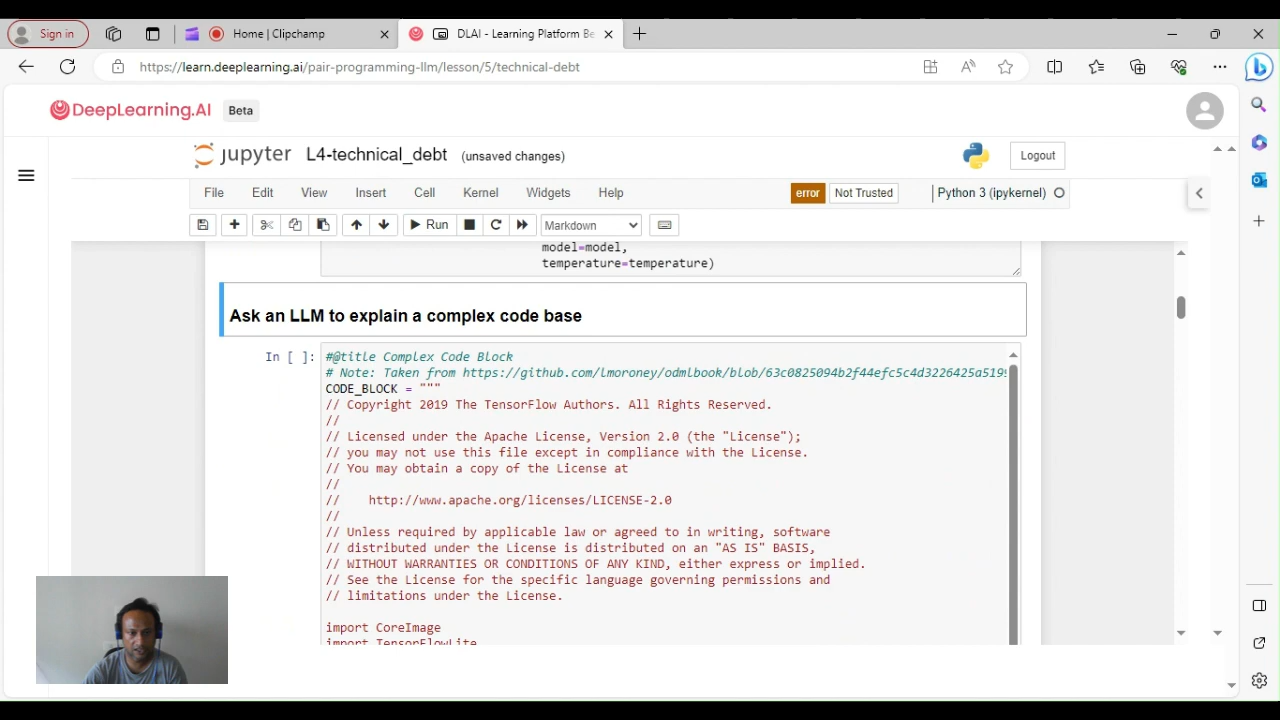 Sign in
Home | Clipchamp
DLAI - Learning Platform Be
https://learn.deeplearning.ai/pair-programming-llm/lesson/5/technical-debt
DeepLearning.AI Beta
jupyter L4-technical_debt (unsaved changes)
Logout
File Edit View Insert Cell Kernel Widgets Help
error Not Trusted Python 3 (ipykernel)
Run Markdown
model=model,
temperature=temperature)
Ask an LLM to explain a complex code base
In [ ]: #@title Complex Code Block
# Note: Taken from https://github.com/lmoroney/odmlbook/blob/63c0825094b2f44efc5c4d3226425a519
CODE_BLOCK = """
// Copyright 2019 The TensorFlow Authors. All Rights Reserved.
//
// Licensed under the Apache License, Version 2.0 (the "License");
// you may not use this file except in compliance with the License.
// You may obtain a copy of the License at
//
// http://www.apache.org/licenses/LICENSE-2.0
//
// Unless required by applicable law or agreed to in writing, software
// distributed under the License is distributed on an "AS IS" BASIS,
// WITHOUT WARRANTIES OR CONDITIONS OF ANY KIND, either express or implied.
// See the License for the specific language governing permissions and
// limitations under the License.
import CoreImage
import TensorFlowLite